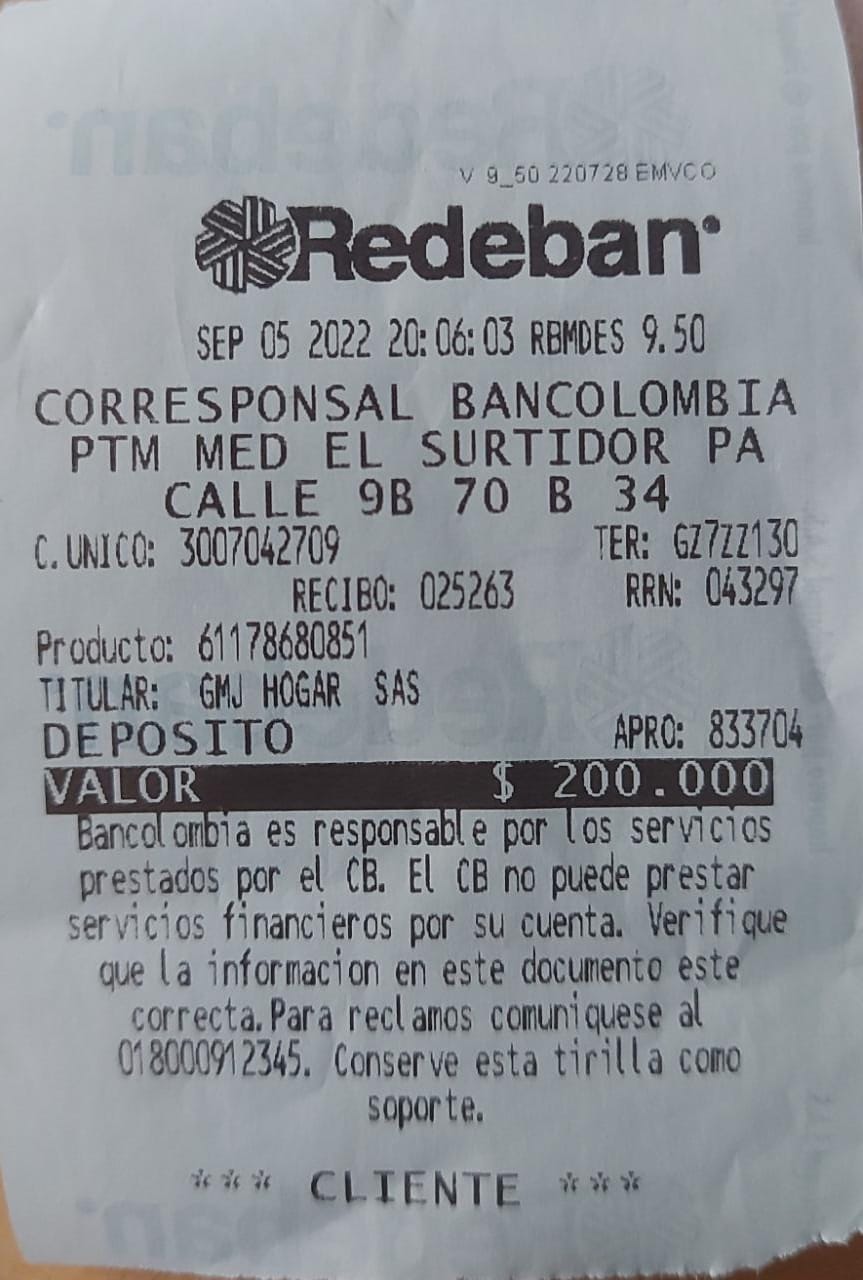 V 9_50 220728 EMVCO
Redeban
SEP 05 2022 20:06:03 RBMDES 9.50
CORRESPONSAL BANCOLOMBIA
PTM MED EL SURTIDOR PA
CALLE 9B 70 B 34
C.UNICO: 3007042709 TER: GZ7ZZ130
RECIBO: 025263 RRN: 043297
Producto: 61178680851
TITULAR: GMJ HOGAR SAS
DEPOSITO APRO: 833704
VALOR $ 200.000
Bancolombia es responsable por los servicios
prestados por el CB. El CB no puede prestar
servicios financieros por su cuenta. Verifique
que la informacion en este documento este
correcta.Para reclamos comuniquese al
018000912345. Conserve esta tirilla como
soporte.
*** CLIENTE ***